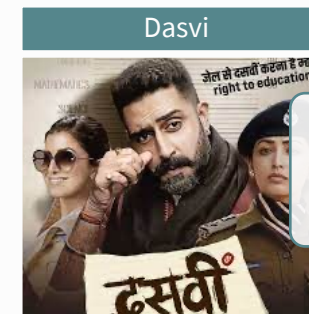 Dasvi
जेल से दसवीं करना है
right to education
MATHEMATICS
SCIENCE
दसवीं